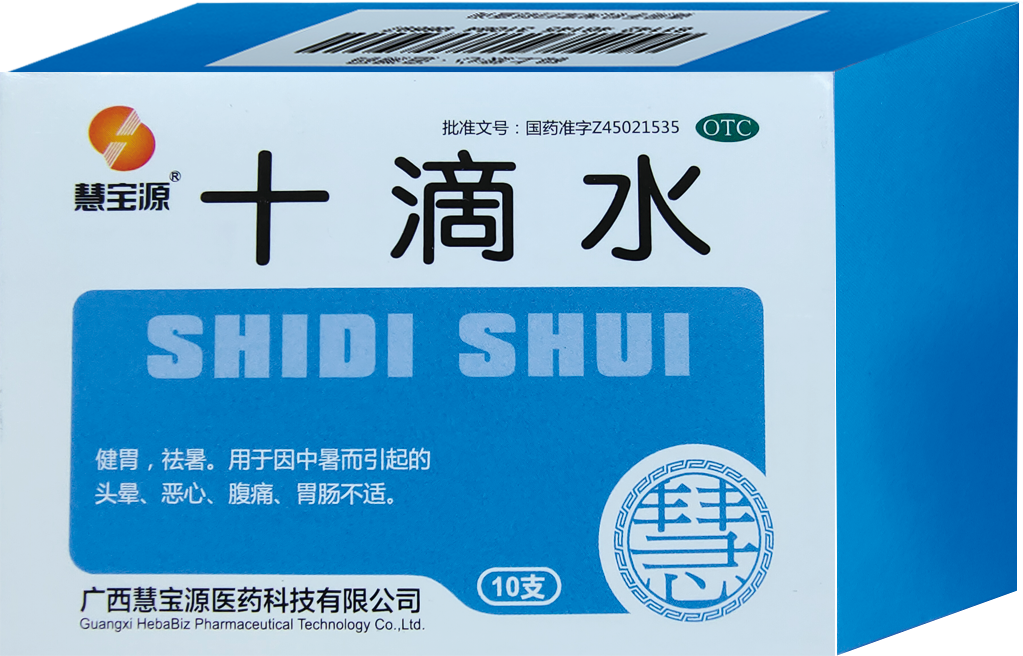 批准文号：国药准字Z45021535 OTC
慧宝源®
十滴水
SHIDI SHUI
健胃，祛暑。用于因中暑而引起的
头晕、恶心、腹痛、胃肠不适。
慧
10支
广西慧宝源医药科技有限公司
Guangxi HebaBiz Pharmaceutical Technology Co.,Ltd.